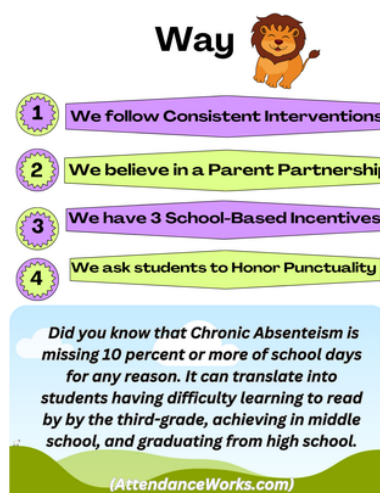 Way
1 We follow Consistent Interventions
2 We believe in a Parent Partnership
3 We have 3 School-Based Incentives
4 We ask students to Honor Punctuality
Did you know that Chronic Absenteism is
missing 10 percent or more of school days
for any reason. It can translate into
students having difficulty learning to read
by by the third-grade, achieving in middle
school, and graduating from high school.
(AttendanceWorks.com)